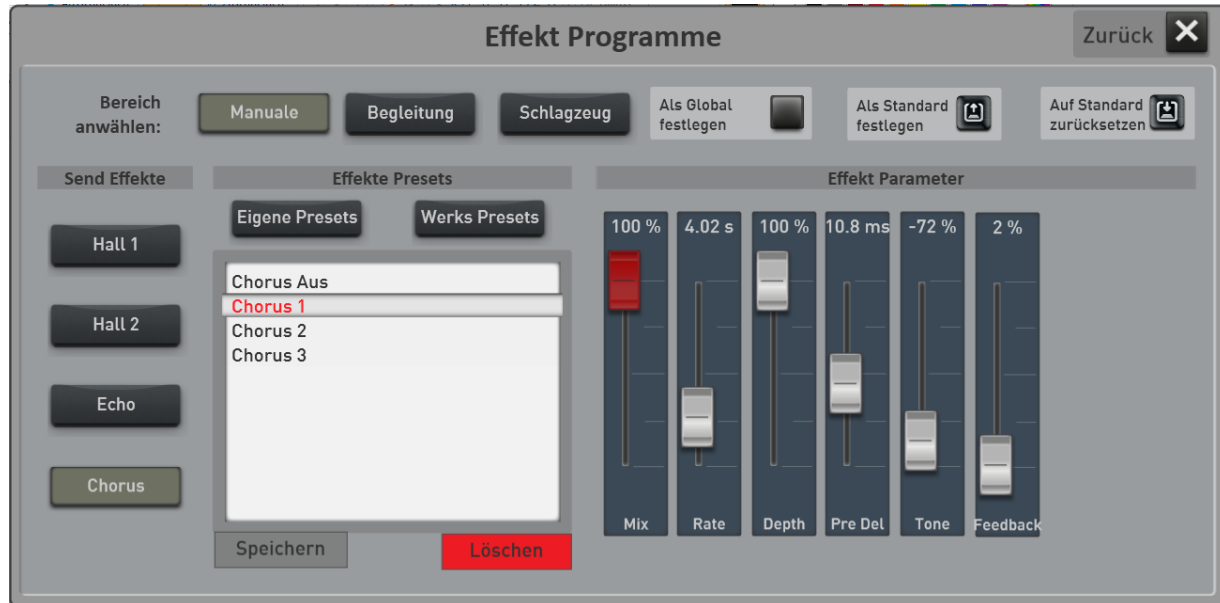 Effekt Programme
Zurück
Bereich
anwählen:
Manuale
Begleitung
Schlagzeug
Als Global
festlegen
Als Standard
festlegen
Auf Standard
zurücksetzen
Send Effekte
Effekte Presets
Effekt Parameter
Hall 1
Hall 2
Echo
Chorus
Eigene Presets
Werks Presets
Chorus Aus
Chorus 1
Chorus 2
Chorus 3
Speichern
Löschen
100 %
4.02 s
100 %
10.8 ms
-72 %
2 %
Mix
Rate
Depth
Pre Del
Tone
Feedback